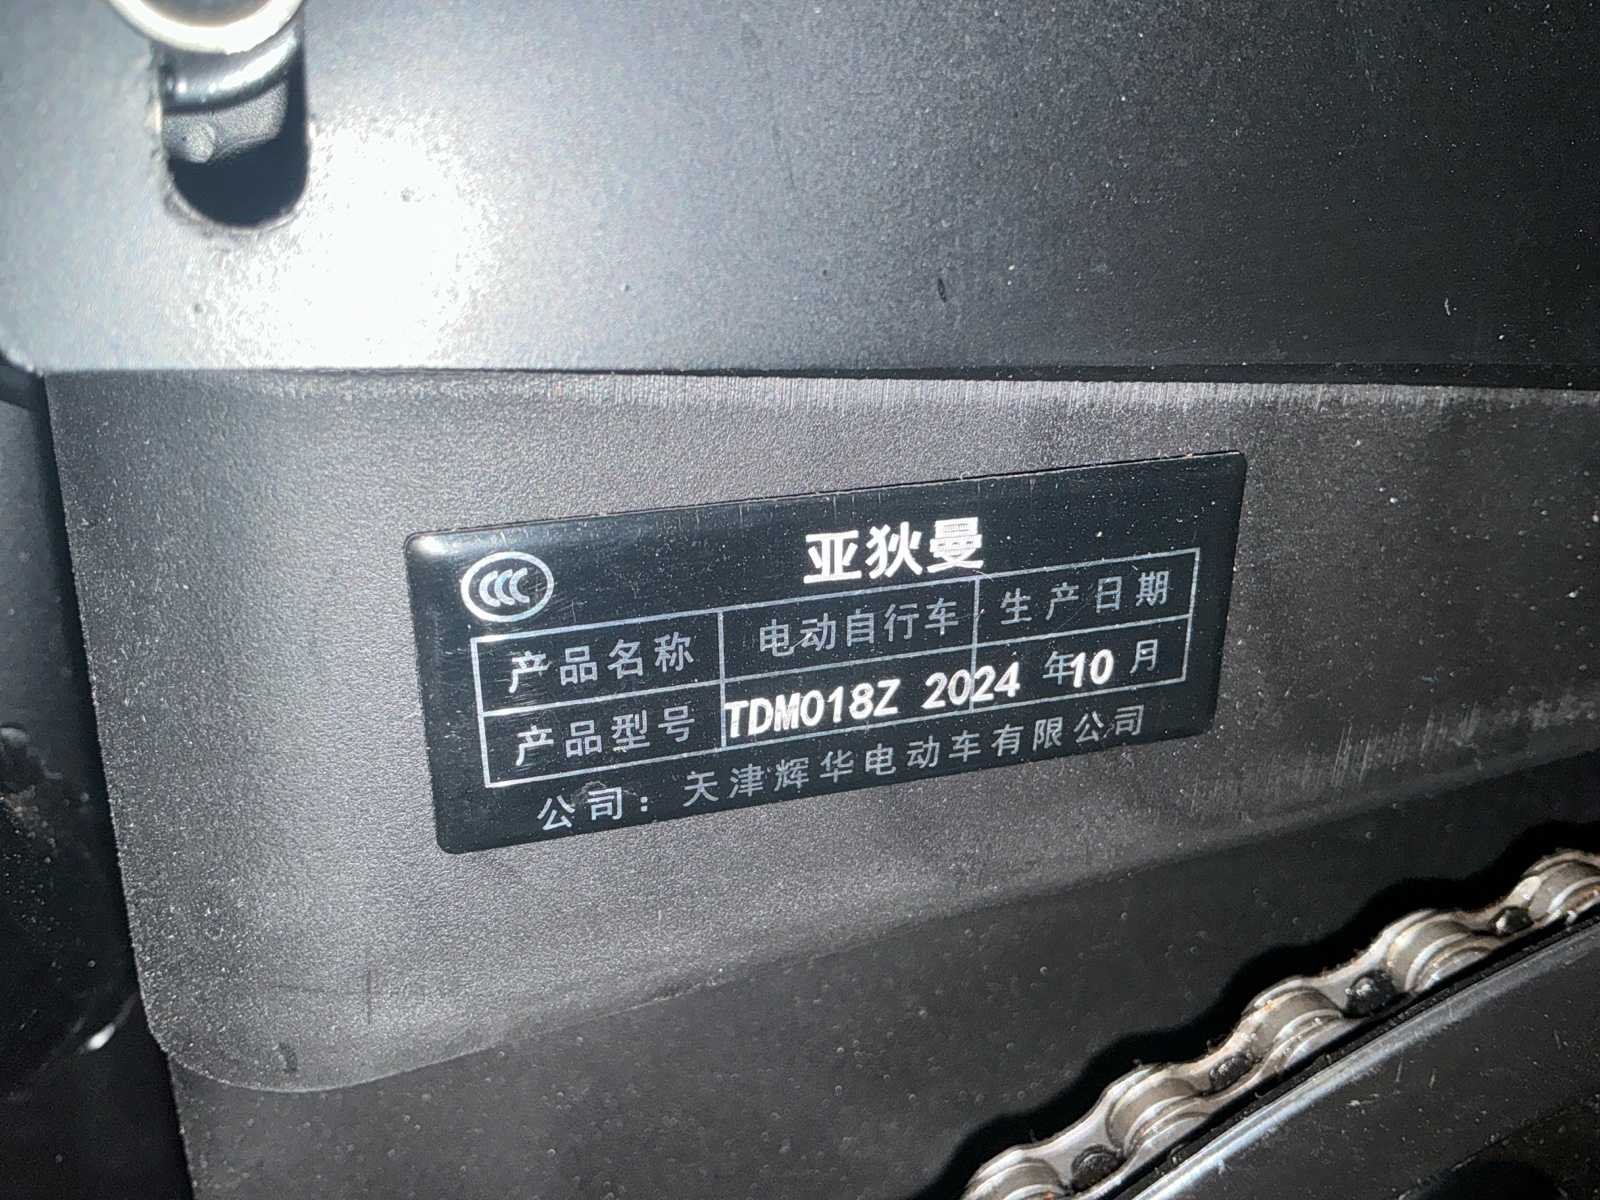 亚狄曼
CCC
产品名称 电动自行车 生产日期
产品型号 TDM018Z 2024 年10 月
公司：天津辉华电动车有限公司